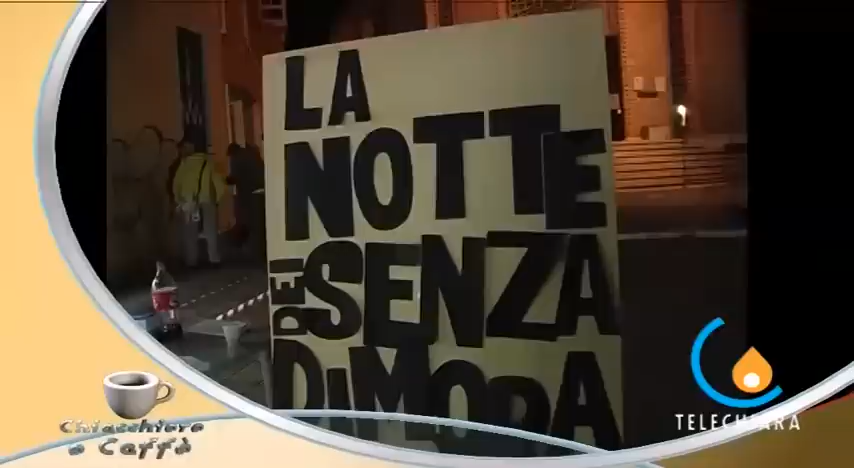 LA
NOTTE
DEI SENZA
DIMORA
Chiacchiere
e Caffè
TELECHIARA